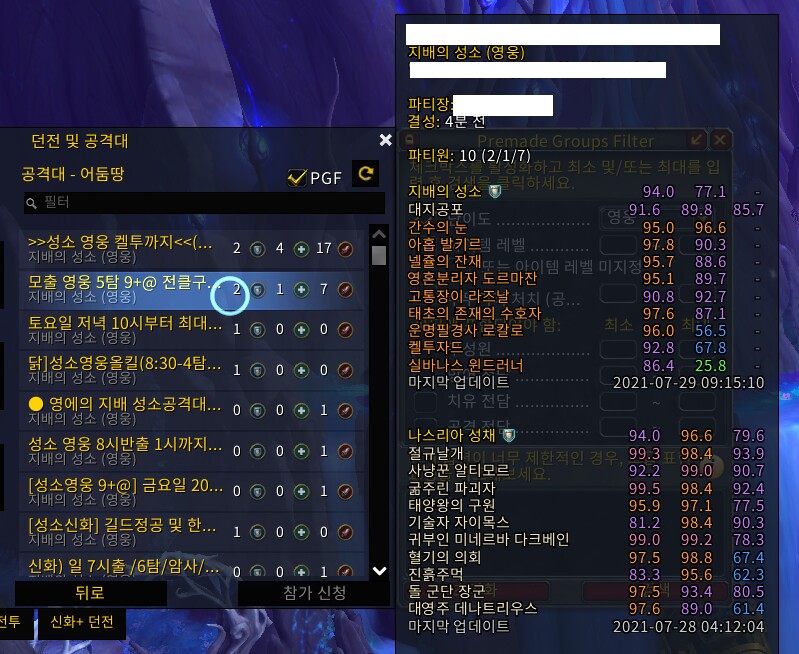 던전 및 공격대
공격대 - 어둠땅
PGF
필터
>>성소 영웅 켈투까지<<(...
지배의 성소 (영웅)
2 4 17
모출 영웅 5탐 9+@ 전클구...
지배의 성소 (영웅)
2 1 7
토요일 저녁 10시부터 최대...
지배의 성소 (영웅)
1 0 0
닭]성소영웅올킬(8:30-4탐...
지배의 성소 (영웅)
1 0 0
영에의 지배 성소공격대...
지배의 성소 (영웅)
0 0 1
성소 영웅 8시반출 1시까지...
지배의 성소 (영웅)
0 0 1
[성소영웅 9+@] 금요일 20...
지배의 성소 (영웅)
0 0 1
[성소신화] 길드정공 및 한...
지배의 성소 (영웅)
1 0 0
신화) 일 7시출 /6탐/암사/...
지배의 성소 (영웅)
0 0 1
뒤로
참가 신청
전투
신화+ 던전
지배의 성소 (영웅)
파티장:
결성: 4분 전
Premade Groups Filter
파티원: 10 (2/1/7)
지배의 성소 94.0 77.1 -
대지공포 91.6 89.8 85.7
간수의 눈 95.0 96.6 -
아홉 발키르 97.8 90.3 -
넬쥴의 잔재 95.7 88.6 -
영혼분리자 도르마잔 95.1 89.7 -
고통장이 라즈날 90.8 92.7 -
태초의 존재의 수호자 97.6 87.1 -
운명필경사 로칼로 96.0 56.5 -
켈투자드 92.8 67.8 -
실바나스 윈드러너 86.4 25.8 -
마지막 업데이트 2021-07-29 09:15:10
나스리아 성채 94.0 96.6 79.6
절규날개 99.3 98.4 93.9
사냥꾼 알티모르 92.2 99.0 90.7
굶주린 파괴자 99.5 98.4 92.4
태양왕의 구원 95.9 97.1 77.5
기술자 자이목스 81.2 98.4 90.3
귀부인 이네르바 다크베인 99.0 99.2 78.3
혈기의 의회 97.5 98.8 67.4
진흙주먹 83.3 95.6 62.3
돌 군단 장군 97.5 93.4 80.5
대영주 데나트리우스 97.6 89.0 61.4
마지막 업데이트 2021-07-28 04:12:04